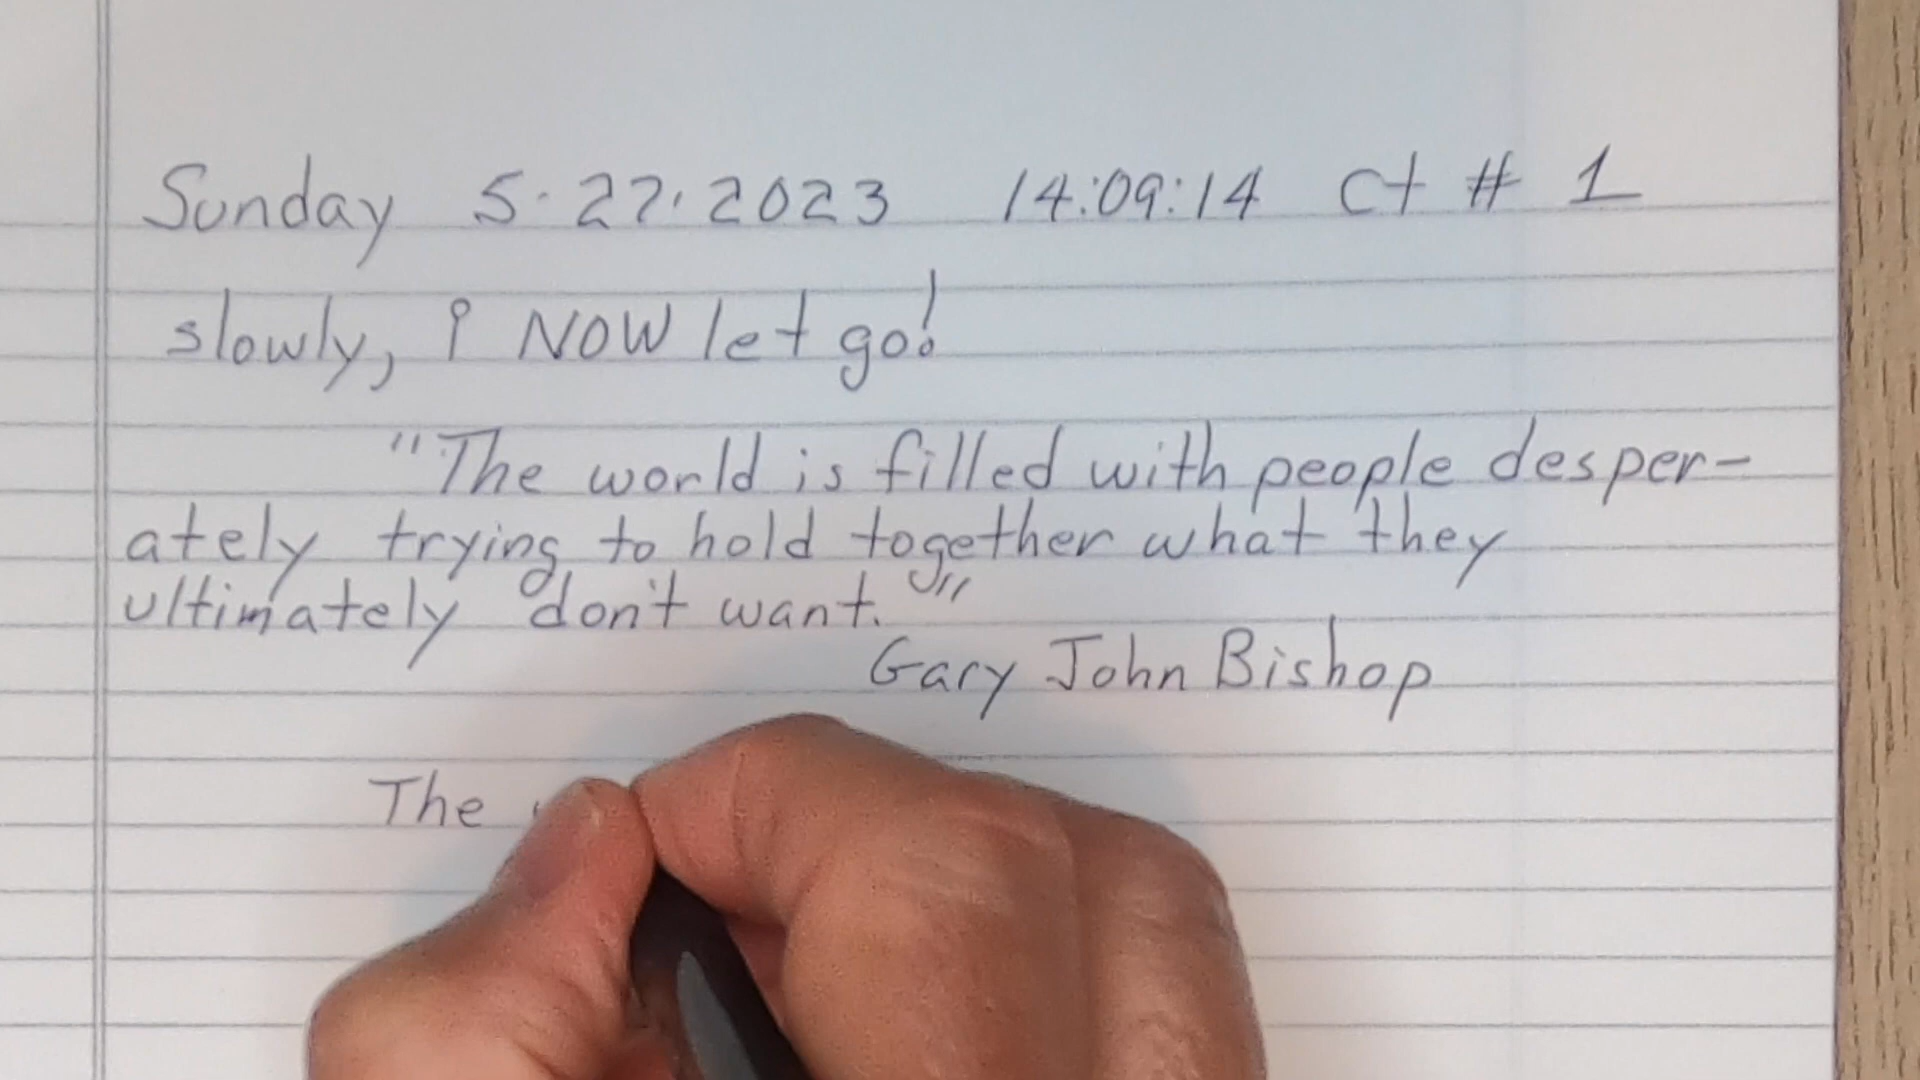 Sunday 5.27.2023 14:09:14 Ct # 1
slowly, I NOW let go!
"The world is filled with people desper-
ately trying to hold together what they
ultimately don't want."
Gary John Bishop
The